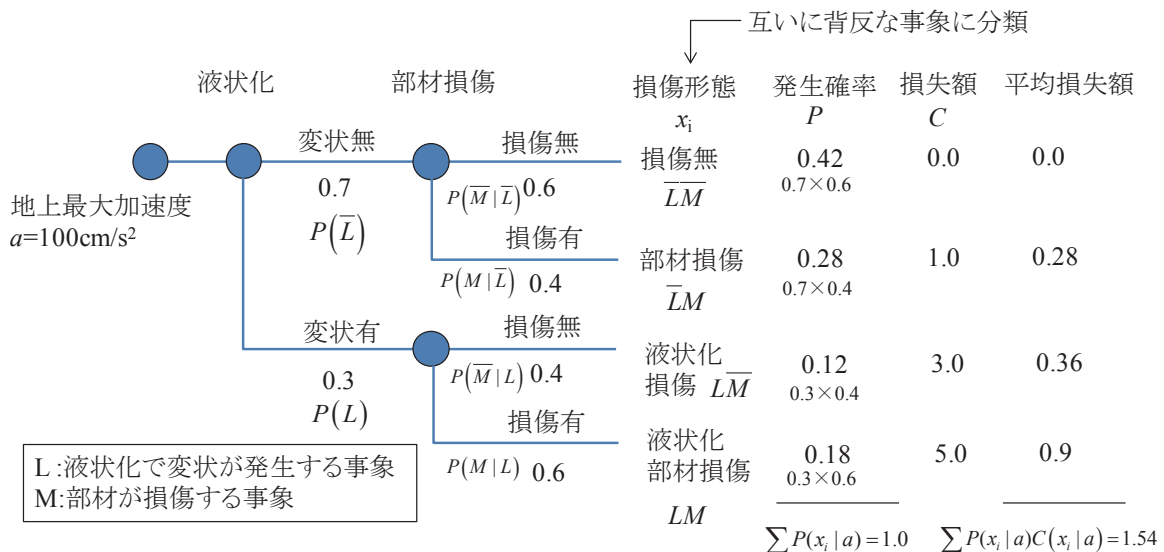 互いに背反な事象に分類
液状化 部材損傷 損傷形態 発生確率 損失額 平均損失額
xᵢ P C
変状無 損傷無 損傷無 0.42 0.0 0.0
0.7 P(M̅ | L̅) 0.6 L̅M̅ 0.7×0.6
地上最大加速度
a=100cm/s²
P(L̅) 損傷有
部材損傷 0.28 1.0 0.28
P(M | L̅) 0.4 L̅M 0.7×0.4
変状有 損傷無 液状化
損傷 LM̅ 0.12 3.0 0.36
0.3 P(M̅ | L) 0.4 0.3×0.4
P(L) 損傷有
液状化
部材損傷 0.18 5.0 0.9
P(M | L) 0.6 0.3×0.6
L :液状化で変状が発生する事象
M:部材が損傷する事象
LM
∑P(xᵢ | a)=1.0 ∑P(xᵢ | a)C(xᵢ | a)=1.54